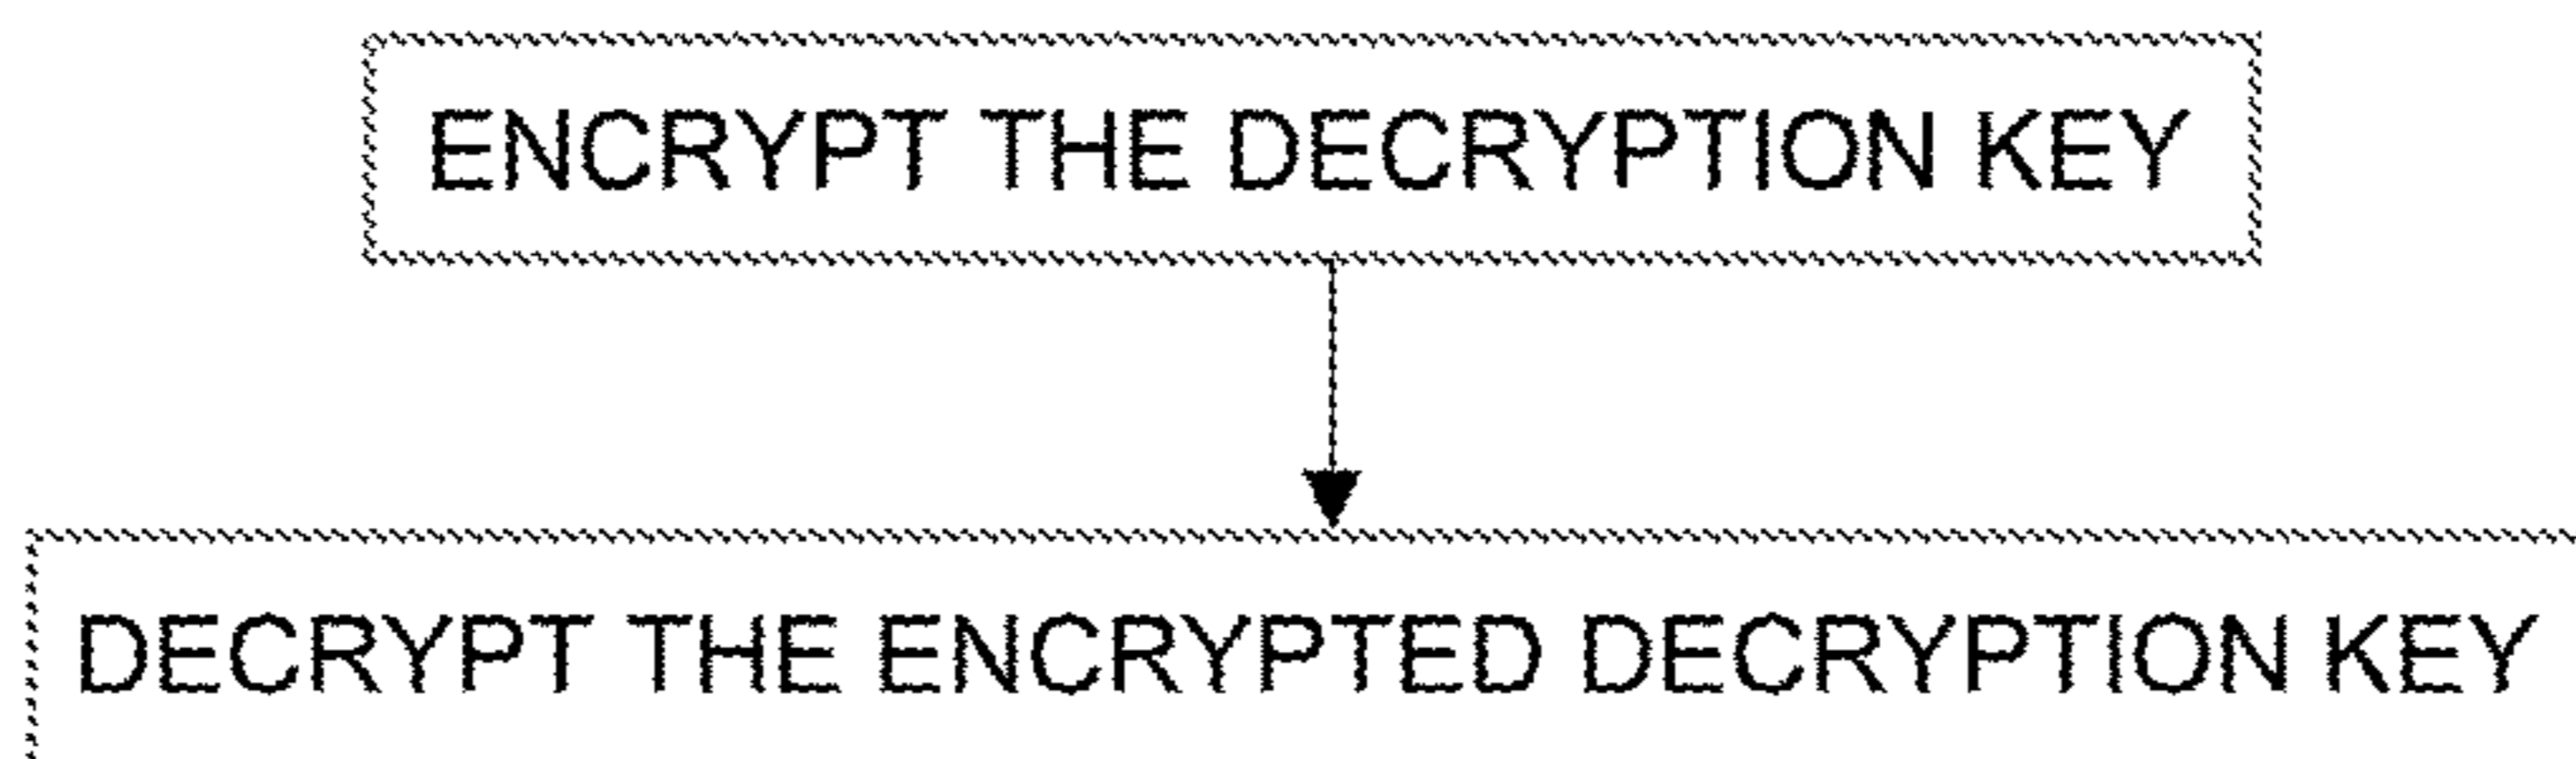 ENCRYPT THE DECRYPTION KEY
DECRYPT THE ENCRYPTED DECRYPTION KEY